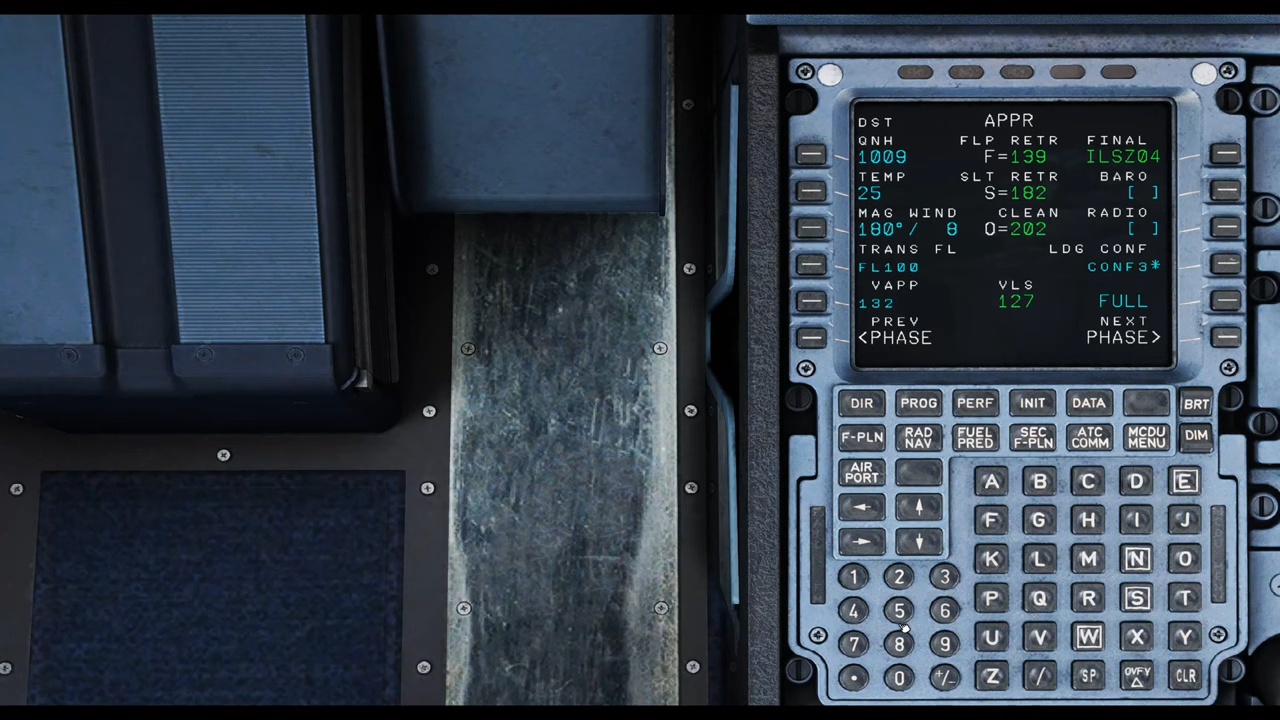 DST APPR
QNH FLP RETR FINAL
1009 F=139 ILSZ04
TEMP SLT RETR BARO
25 S=182 [ ]
MAG WIND CLEAN RADIO
180°/ 8 O=202 [ ]
TRANS FL LDG CONF
FL100 CONF3*
VAPP VLS
132 127 FULL
PREV NEXT
<PHASE PHASE>
DIR PROG PERF INIT DATA BRT
F-PLN RAD NAV FUEL PRED SEC F-PLN ATC COMM MCDU MENU DIM
AIR PORT
← ↑ A B C D E
→ ↓ F G H I J
K L M N O
1 2 3 P Q R S T
4 5 6 U V W X Y
7 8 9 Z / SP OVFY Δ CLR
• 0 +/-